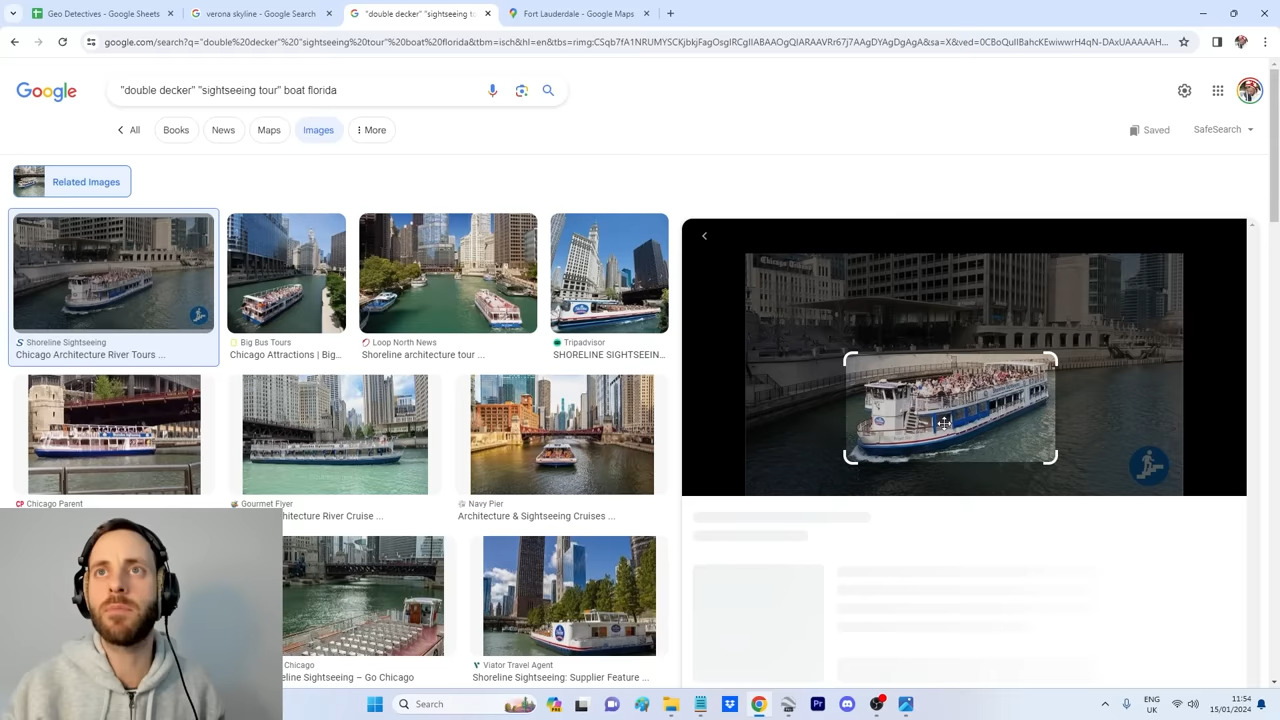 Geo Detectives - Google Sheets
verona skyline - Google Search
"double decker" "sightseeing t
Fort Lauderdale - Google Maps
google.com/search?q="double%20decker"%20"sightseeing%20tour"%20boat%20florida&tbm=isch&hl=en&tbs=rimg:CSqb7fA1NRUMYSCKjbkjFagOsgIRCgIIABAAOgQIARAAVRr67j7AAgDYAgDgAgA&sa=X&ved=0CBoQuIIBahcKEwiwwrH4qN-DAxUAAAAAH...
Google
"double decker" "sightseeing tour" boat florida
All
Books
News
Maps
Images
More
Saved
SafeSearch
Related Images
Shoreline Sightseeing
Chicago Architecture River Tours ...
Big Bus Tours
Chicago Attractions | Big...
Loop North News
Shoreline architecture tour ...
Tripadvisor
SHORELINE SIGHTSEEIN...
Chicago Tribune
CP Chicago Parent
Gourmet Flyer
hitecture River Cruise ...
Navy Pier
Architecture & Sightseeing Cruises ...
Chicago
eline Sightseeing – Go Chicago
Viator Travel Agent
Shoreline Sightseeing: Supplier Feature ...
Search
Pr
ENG
UK
11:54
15/01/2024